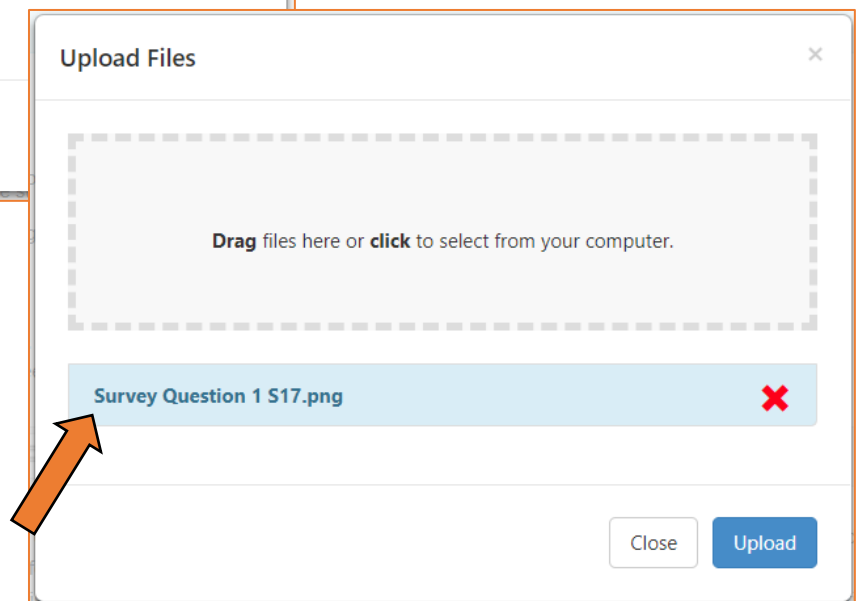 Upload Files
×
Drag files here or click to select from your computer.
Survey Question 1 S17.png
Close
Upload